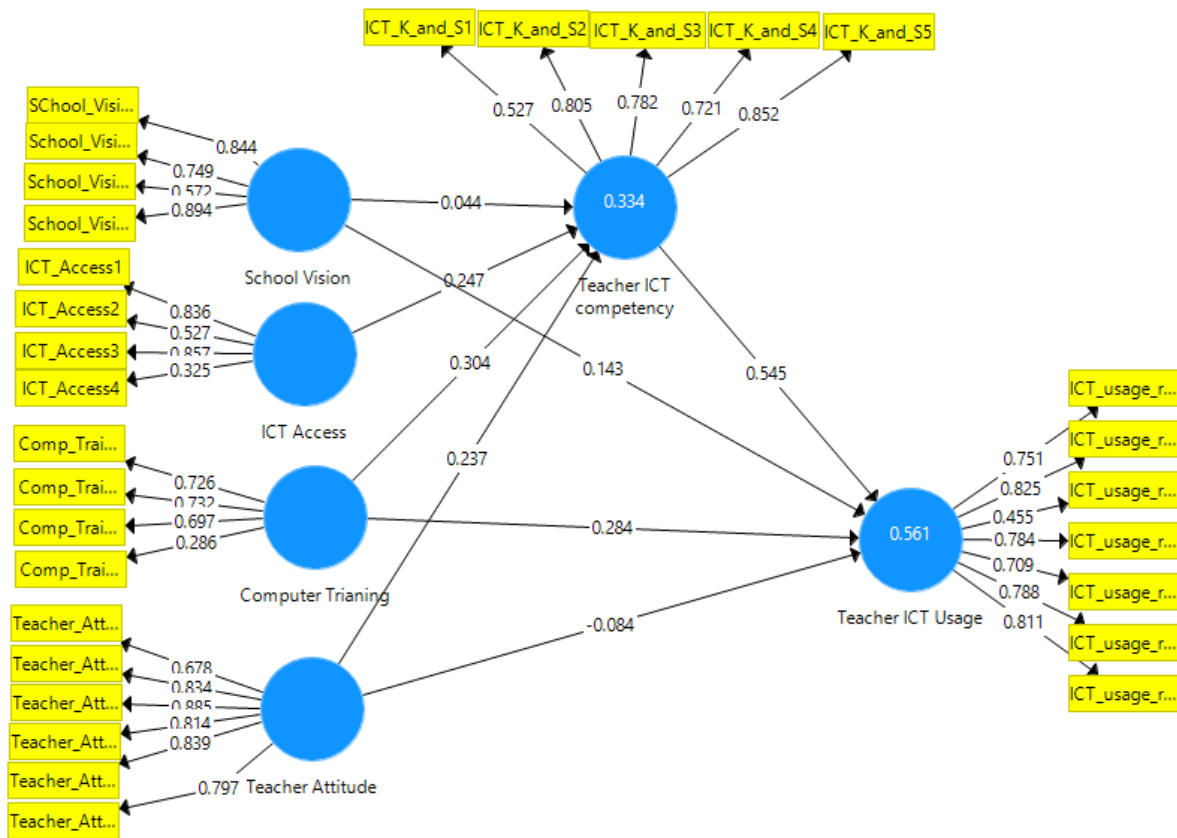 ICT_K_and_S1
ICT_K_and_S2
ICT_K_and_S3
ICT_K_and_S4
ICT_K_and_S5
0.527
0.805
0.782
0.721
0.852
SChool_Visi...
School_Visi...
School_Visi...
School_Visi...
0.844
0.749
0.572
0.894
School Vision
0.044
0.334
Teacher ICT
competency
ICT_Access1
ICT_Access2
ICT_Access3
ICT_Access4
0.836
0.527
0.857
0.325
ICT Access
0.247
0.304
0.143
0.545
0.237
Comp_Trai...
Comp_Trai...
Comp_Trai...
Comp_Trai...
0.726
0.732
0.697
0.286
Computer Trianing
0.284
-0.084
0.561
Teacher ICT Usage
ICT_usage_r...
ICT_usage_r...
ICT_usage_r...
ICT_usage_r...
ICT_usage_r...
ICT_usage_r...
ICT_usage_r...
0.751
0.825
0.455
0.784
0.709
0.788
0.811
Teacher_Att...
Teacher_Att...
Teacher_Att...
Teacher_Att...
Teacher_Att...
Teacher_Att...
0.678
0.834
0.885
0.814
0.839
0.797
Teacher Attitude